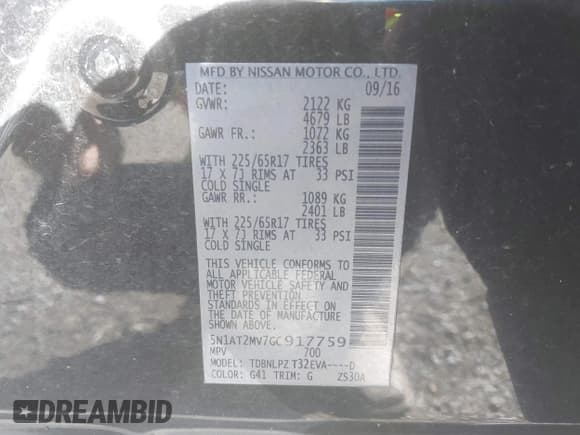 MFD BY NISSAN MOTOR CO., LTD.
DATE: 09/16
GVWR: 2122 KG
4679 LB
GAWR FR.: 1072 KG
2363 LB
WITH 225/65R17 TIRES
17 X 7J RIMS AT 33 PSI
COLD SINGLE
GAWR RR.: 1089 KG
2401 LB
WITH 225/65R17 TIRES
17 X 7J RIMS AT 33 PSI
COLD SINGLE
THIS VEHICLE CONFORMS TO
ALL APPLICABLE FEDERAL
MOTOR VEHICLE SAFETY AND
THEFT PREVENTION
STANDARDS IN EFFECT ON
THE DATE OF MANUFACTURE
SHOWN ABOVE.
5N1AT2MV7GC917759
MPV 700
MODEL: TDBNLPZ T32EVA----D
COLOR: G41 TRIM: G ZS30A
DREAMBID